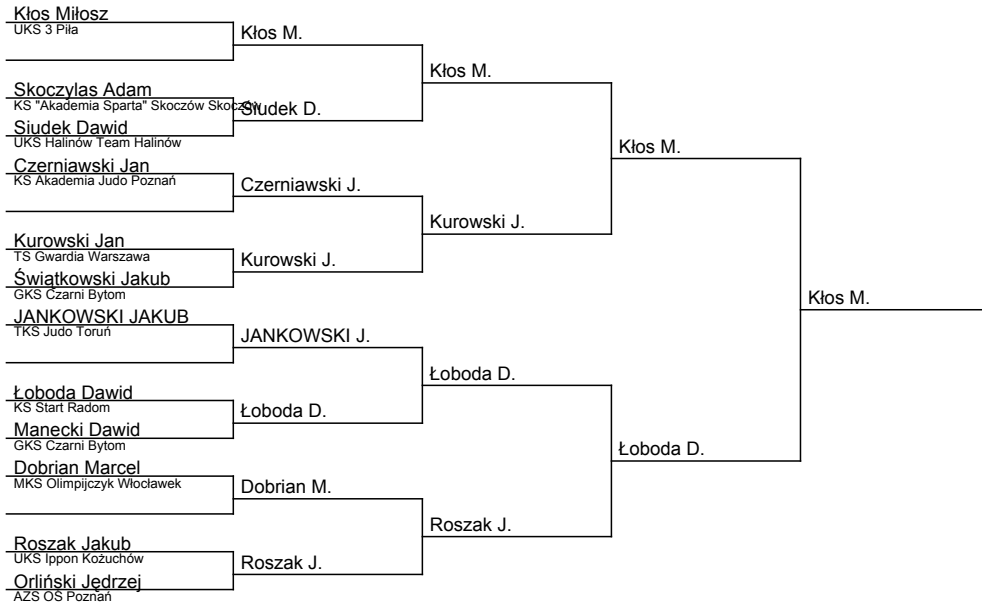 Kłos Miłosz
UKS 3 Piła
Skoczylas Adam
KS "Akademia Sparta" Skoczów Skoczów
Siudek Dawid
UKS Halinów Team Halinów
Czerniawski Jan
KS Akademia Judo Poznań
Kurowski Jan
TS Gwardia Warszawa
Świątkowski Jakub
GKS Czarni Bytom
JANKOWSKI JAKUB
TKS Judo Toruń
Łoboda Dawid
KS Start Radom
Manecki Dawid
GKS Czarni Bytom
Dobrian Marcel
MKS Olimpijczyk Włocławek
Roszak Jakub
UKS Ippon Kożuchów
Orliński Jędrzej
AZS OŚ Poznań
Kłos M.
Siudek D.
Czerniawski J.
Kurowski J.
JANKOWSKI J.
Łoboda D.
Dobrian M.
Roszak J.
Kłos M.
Kurowski J.
Łoboda D.
Roszak J.
Kłos M.
Łoboda D.
Kłos M.